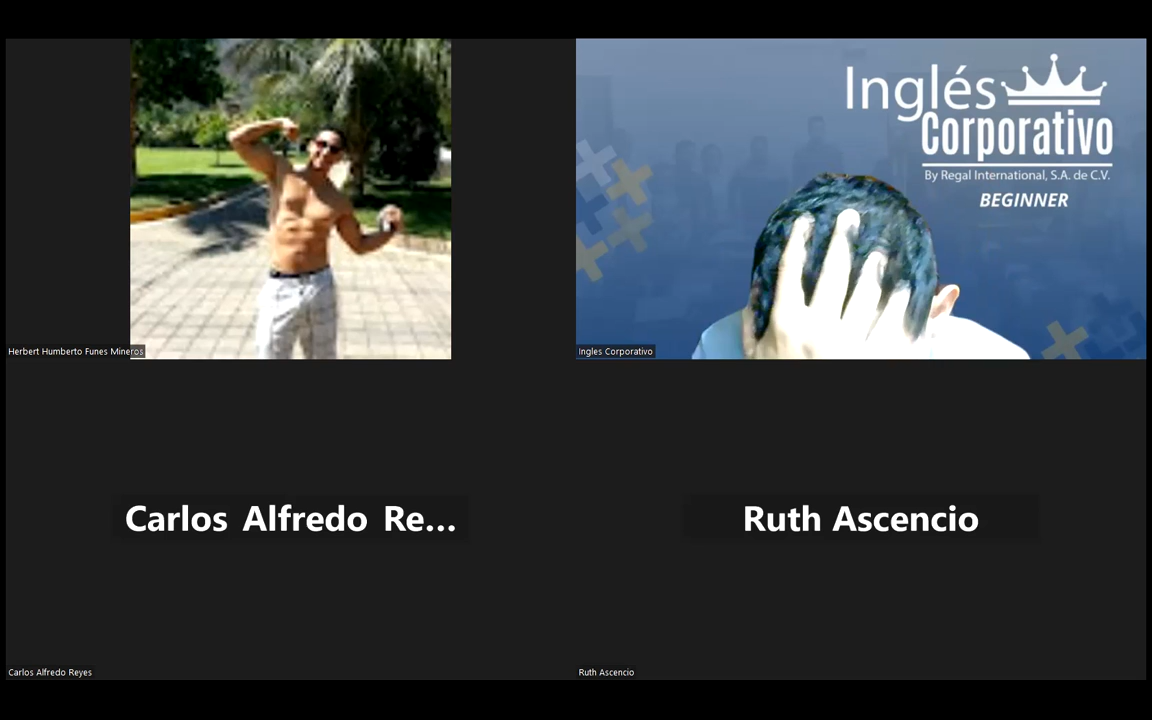 Inglés
Corporativo
By Regal International, S.A. de C.V.
BEGINNER
Herbert Humberto Funes Mineros
Ingles Corporativo
Carlos Alfredo Re...
Ruth Ascencio
Carlos Alfredo Reyes
Ruth Ascencio